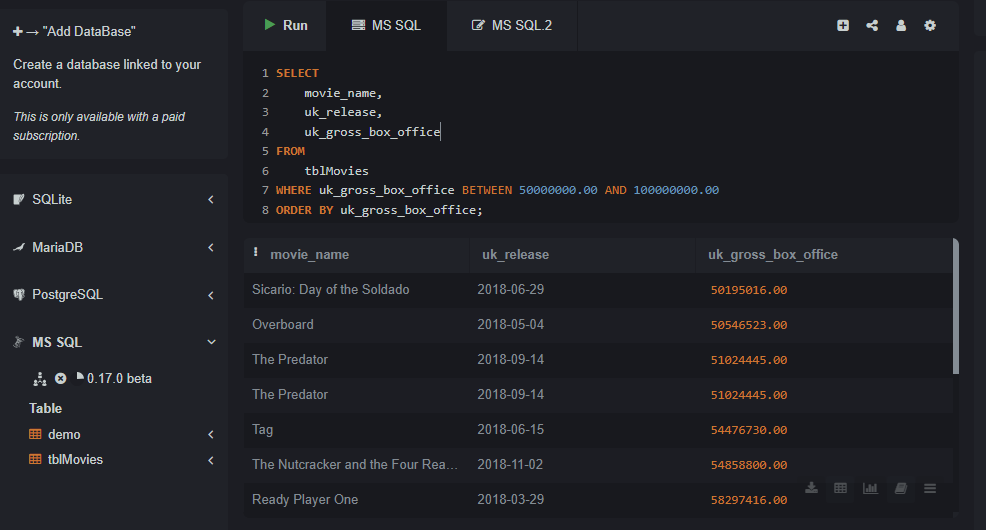 → "Add DataBase"
Create a database linked to your
account.
This is only available with a paid
subscription.
SQLite
MariaDB
PostgreSQL
MS SQL
0.17.0 beta
Table
demo
tblMovies
Run
MS SQL
MS SQL.2
1 SELECT
2 movie_name,
3 uk_release,
4 uk_gross_box_office
5 FROM
6 tblMovies
7 WHERE uk_gross_box_office BETWEEN 50000000.00 AND 100000000.00
8 ORDER BY uk_gross_box_office;
movie_name uk_release uk_gross_box_office
Sicario: Day of the Soldado 2018-06-29 50195016.00
Overboard 2018-05-04 50546523.00
The Predator 2018-09-14 51024445.00
The Predator 2018-09-14 51024445.00
Tag 2018-06-15 54476730.00
The Nutcracker and the Four Rea... 2018-11-02 54858800.00
Ready Player One 2018-03-29 58297416.00